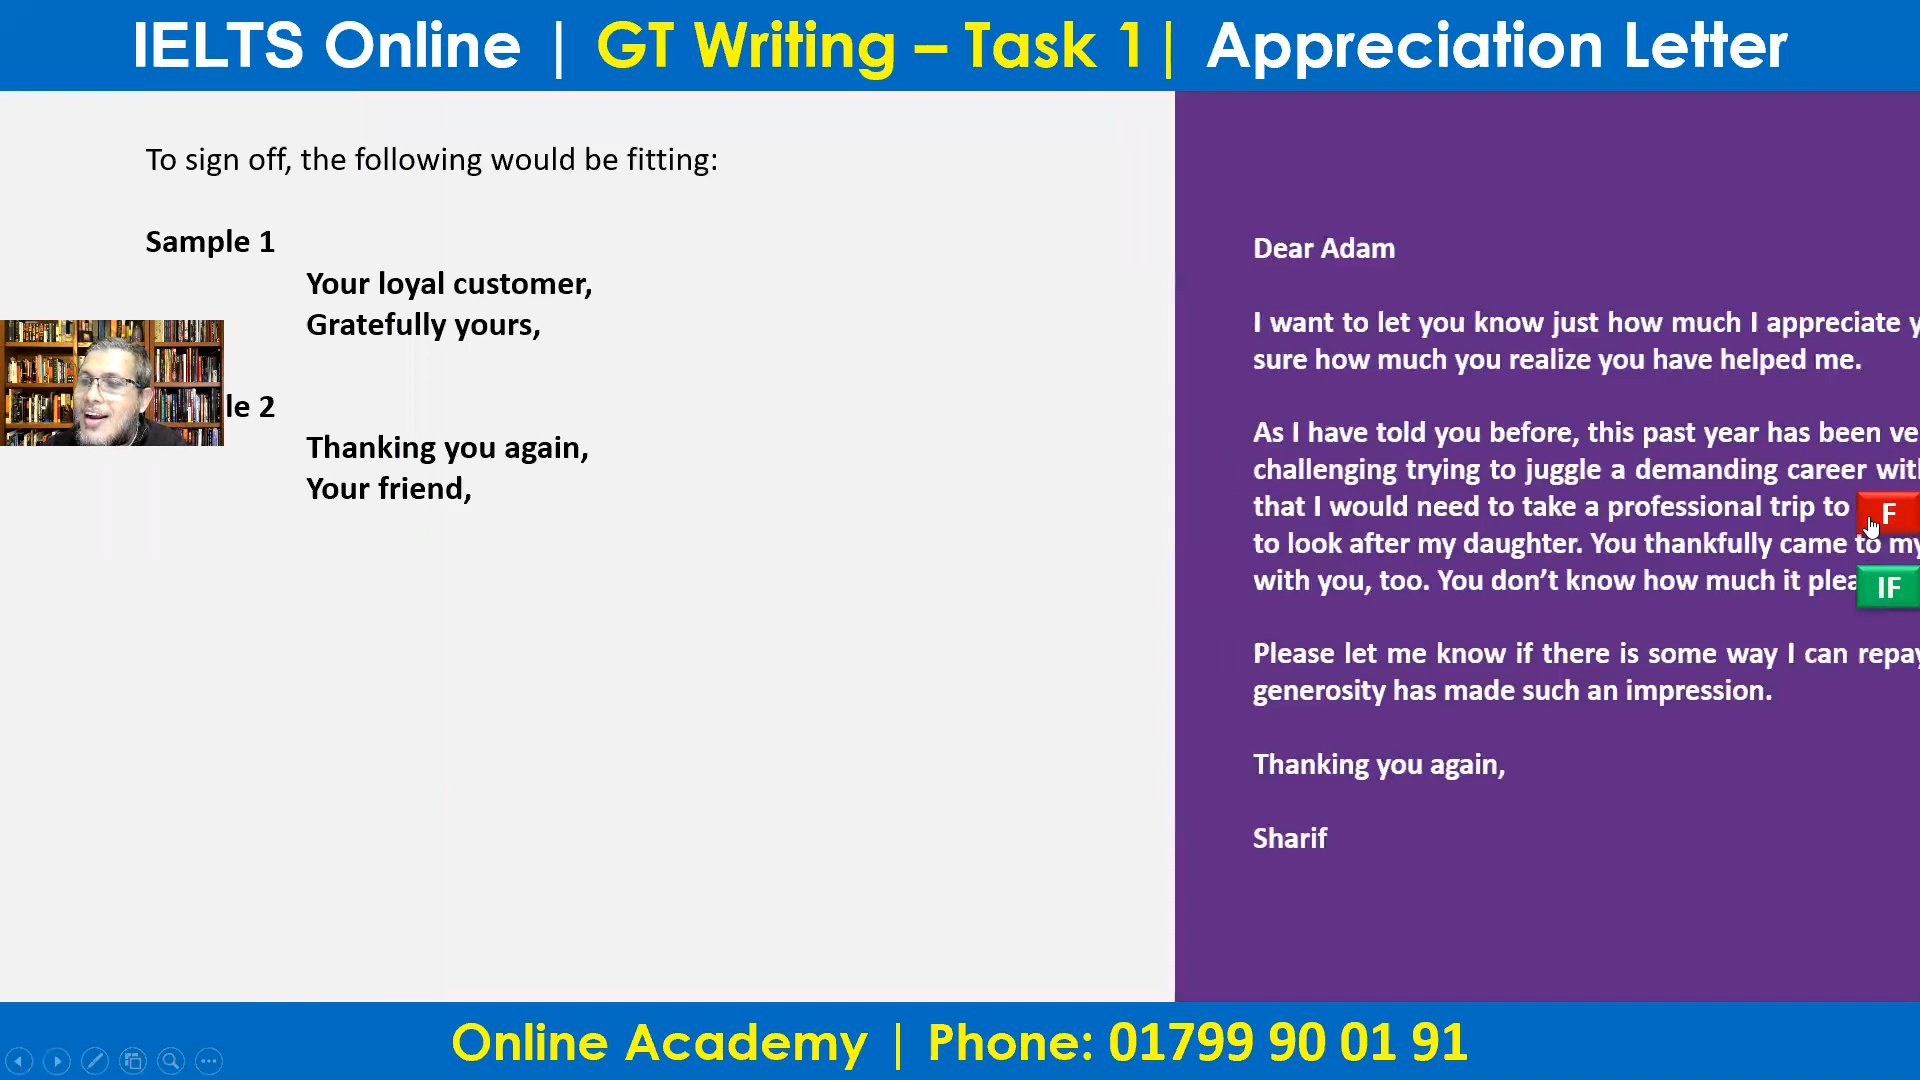 IELTS Online | GT Writing – Task 1 | Appreciation Letter
To sign off, the following would be fitting:
Sample 1
Your loyal customer,
Gratefully yours,
le 2
Thanking you again,
Your friend,
Dear Adam
I want to let you know just how much I appreciate y
sure how much you realize you have helped me.
As I have told you before, this past year has been ve
challenging trying to juggle a demanding career with
that I would need to take a professional trip to
to look after my daughter. You thankfully came to my
with you, too. You don’t know how much it plea
Please let me know if there is some way I can repay
generosity has made such an impression.
Thanking you again,
Sharif
F
IF
Online Academy | Phone: 01799 90 01 91